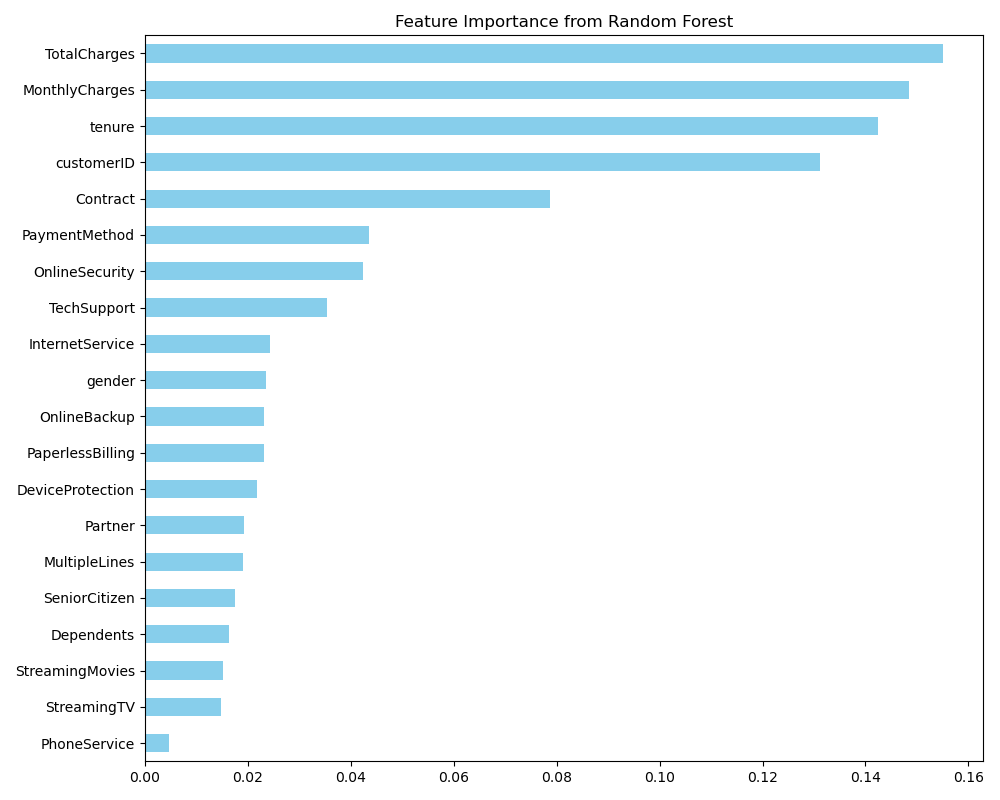 Feature Importance from Random Forest
TotalCharges
MonthlyCharges
tenure
customerID
Contract
PaymentMethod
OnlineSecurity
TechSupport
InternetService
gender
OnlineBackup
PaperlessBilling
DeviceProtection
Partner
MultipleLines
SeniorCitizen
Dependents
StreamingMovies
StreamingTV
PhoneService
0.00 0.02 0.04 0.06 0.08 0.10 0.12 0.14 0.16